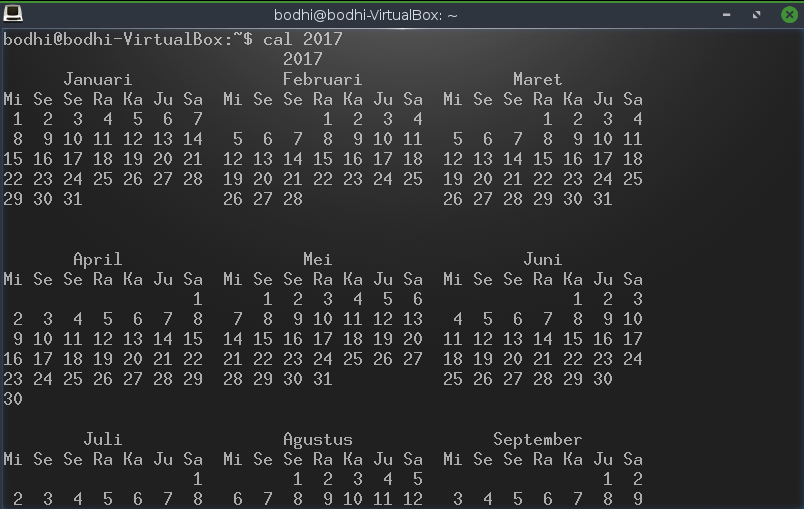 bodhi@bodhi-VirtualBox: ~
bodhi@bodhi-VirtualBox:~$ cal 2017
                            2017
      Januari               Februari               Maret
Mi Se Se Ra Ka Ju Sa  Mi Se Se Ra Ka Ju Sa  Mi Se Se Ra Ka Ju Sa
 1  2  3  4  5  6  7            1  2  3  4            1  2  3  4
 8  9 10 11 12 13 14   5  6  7  8  9 10 11   5  6  7  8  9 10 11
15 16 17 18 19 20 21  12 13 14 15 16 17 18  12 13 14 15 16 17 18
22 23 24 25 26 27 28  19 20 21 22 23 24 25  19 20 21 22 23 24 25
29 30 31              26 27 28              26 27 28 29 30 31
       April                  Mei                   Juni
Mi Se Se Ra Ka Ju Sa  Mi Se Se Ra Ka Ju Sa  Mi Se Se Ra Ka Ju Sa
                   1      1  2  3  4  5  6               1  2  3
 2  3  4  5  6  7  8   7  8  9 10 11 12 13   4  5  6  7  8  9 10
 9 10 11 12 13 14 15  14 15 16 17 18 19 20  11 12 13 14 15 16 17
16 17 18 19 20 21 22  21 22 23 24 25 26 27  18 19 20 21 22 23 24
23 24 25 26 27 28 29  28 29 30 31           25 26 27 28 29 30
30
        Juli                Agustus              September
Mi Se Se Ra Ka Ju Sa  Mi Se Se Ra Ka Ju Sa  Mi Se Se Ra Ka Ju Sa
                   1         1  2  3  4  5                  1  2
 2  3  4  5  6  7  8   6  7  8  9 10 11 12   3  4  5  6  7  8  9